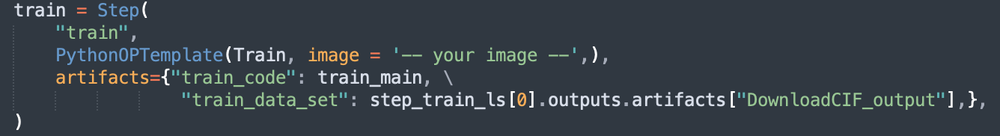 train = Step(
    "train",
    PythonOPTemplate(Train, image = '-- your image --',),
    artifacts={"train_code": train_main, \
               "train_data_set": step_train_ls[0].outputs.artifacts["DownloadCIF_output"],},
)